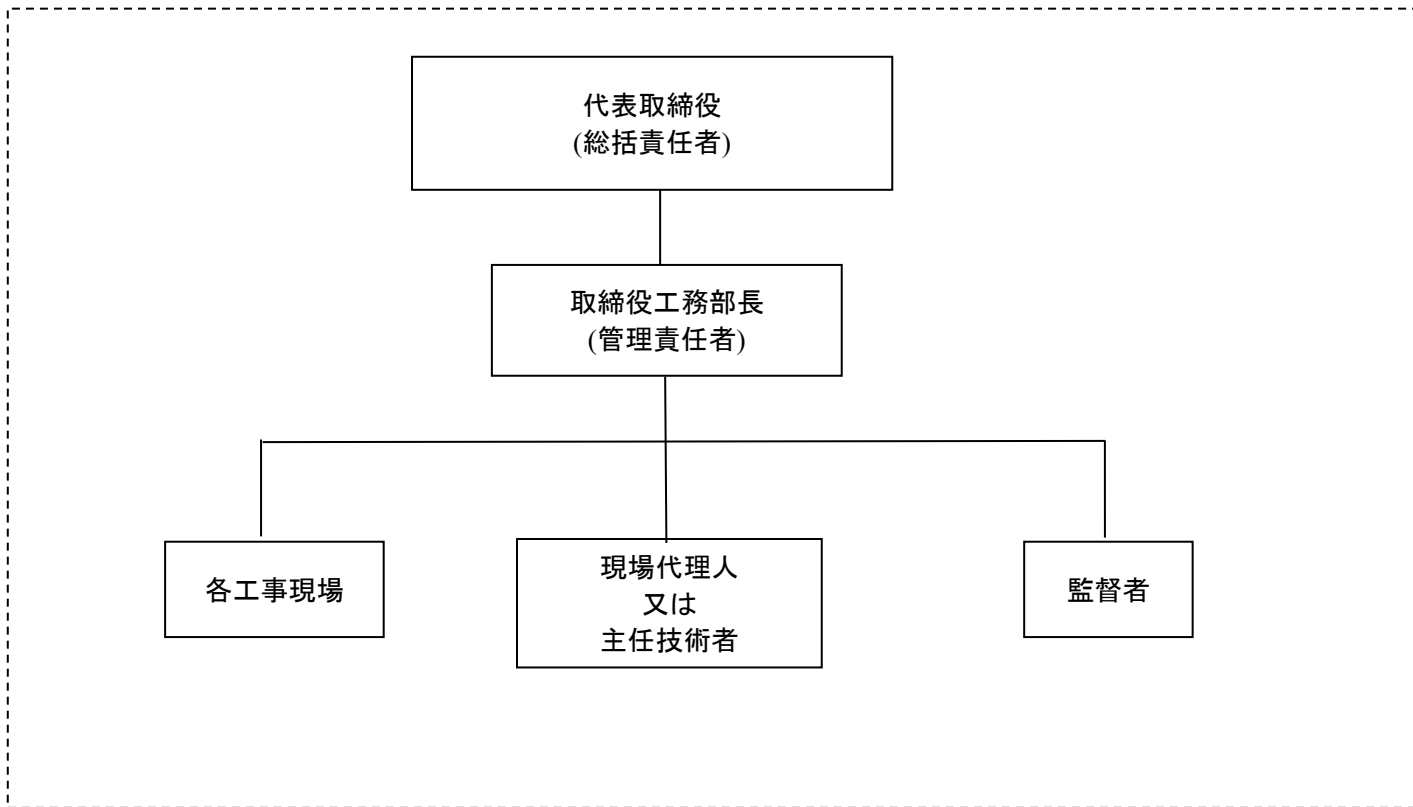 代表取締役
(総括責任者)
取締役工務部長
(管理責任者)
各工事現場
現場代理人
又は
主任技術者
監督者